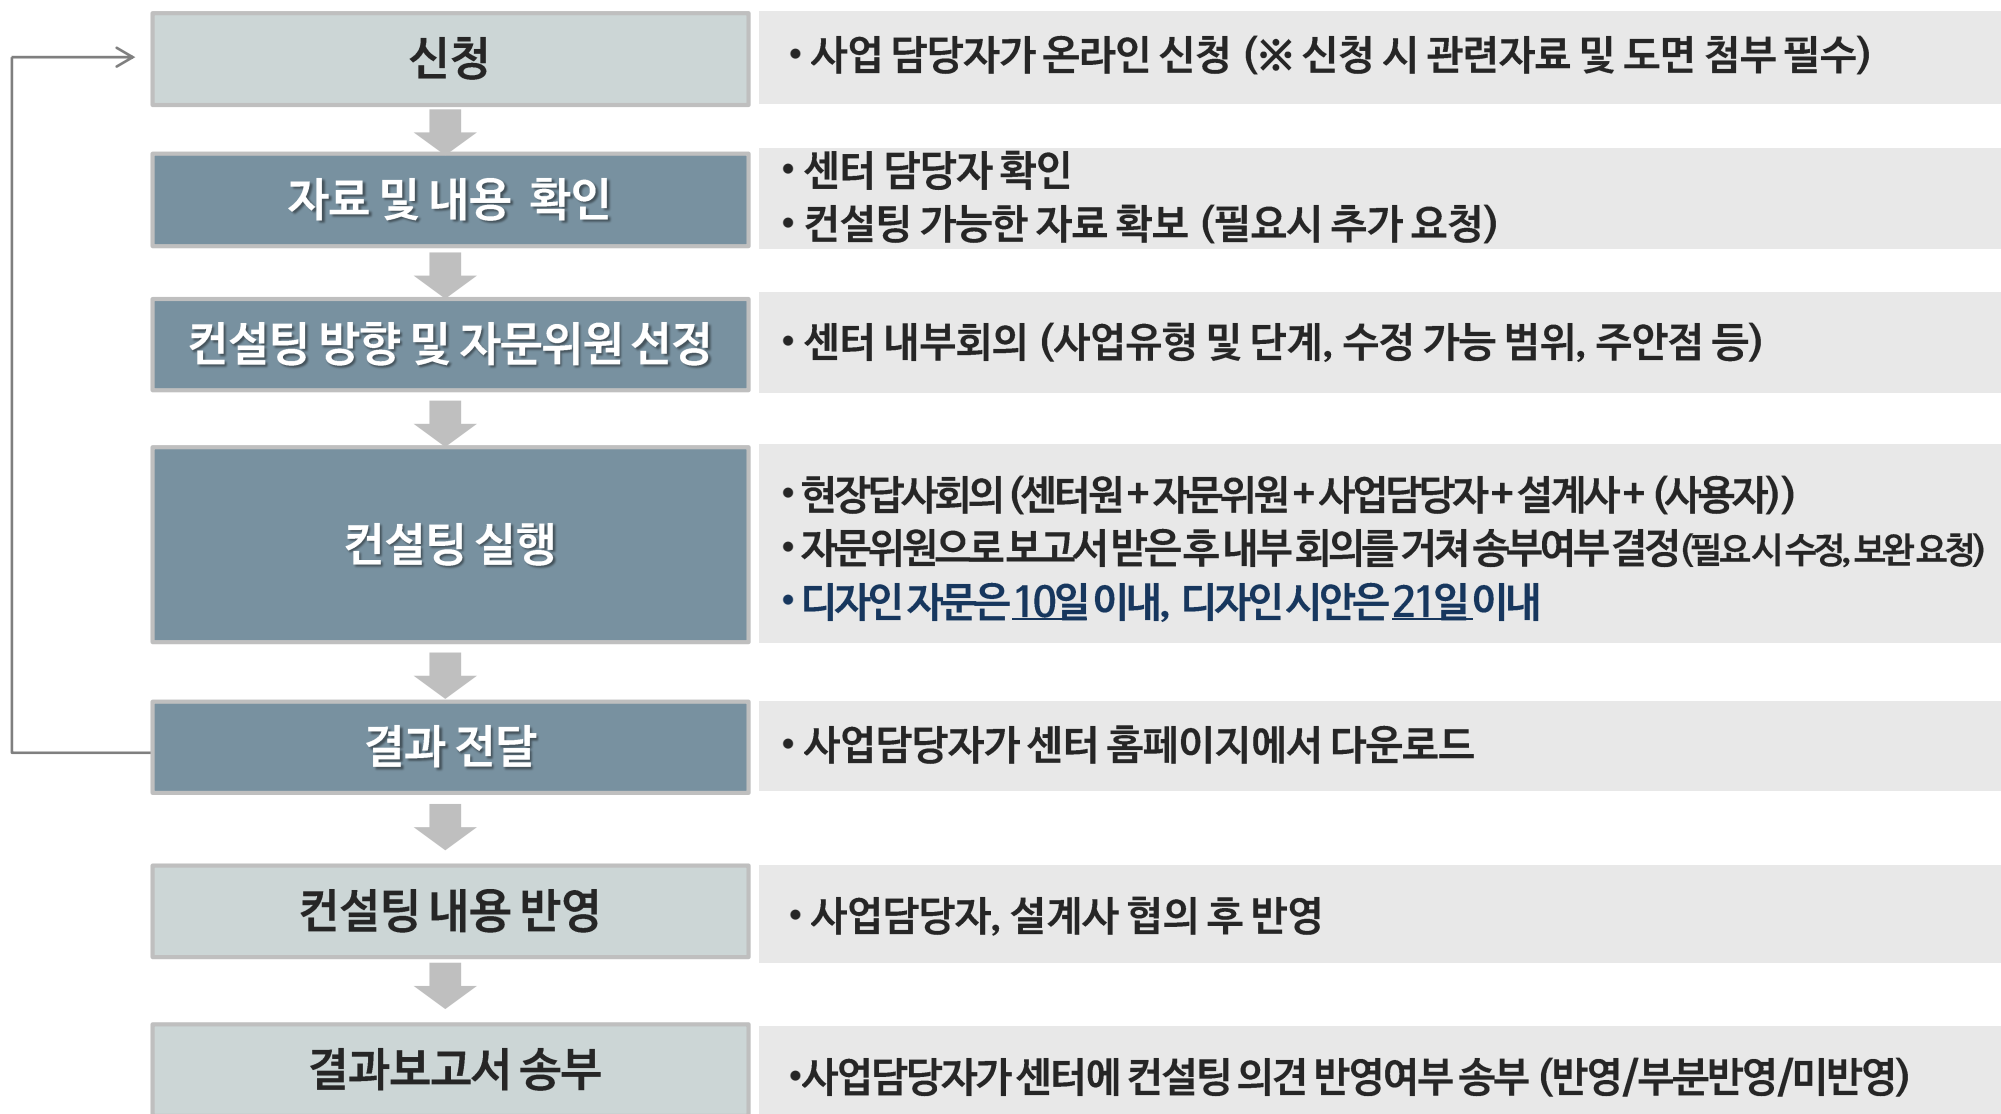 신청
• 사업 담당자가 온라인 신청 (※ 신청 시 관련자료 및 도면 첨부 필수)
자료 및 내용 확인
• 센터 담당자 확인
• 컨설팅 가능한 자료 확보 (필요시 추가 요청)
컨설팅 방향 및 자문위원 선정
• 센터 내부회의 (사업유형 및 단계, 수정 가능 범위, 주안점 등)
컨설팅 실행
• 현장답사회의 (센터원 + 자문위원 + 사업담당자 + 설계사 + (사용자))
• 자문위원으로 보고서 받은 후 내부 회의를 거쳐 송부여부 결정(필요시 수정, 보완 요청)
• 디자인 자문은 10일 이내, 디자인 시안은 21일 이내
결과 전달
• 사업담당자가 센터 홈페이지에서 다운로드
컨설팅 내용 반영
• 사업담당자, 설계사 협의 후 반영
결과보고서 송부
•사업담당자가 센터에 컨설팅 의견 반영여부 송부 (반영/부분반영/미반영)